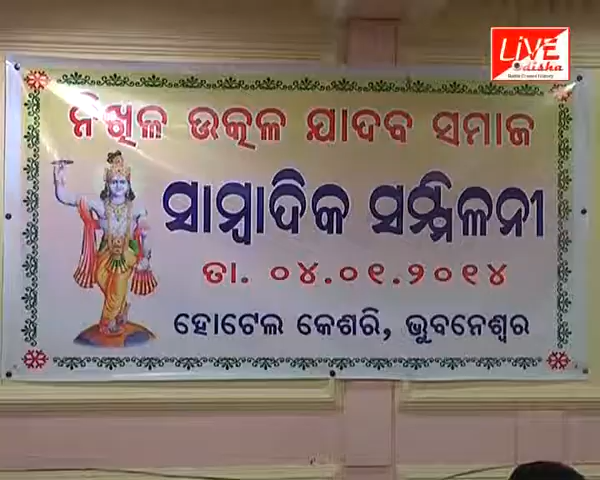 LiVE
Odisha
ନିଖିଳ ଉତ୍କଳ ଯାଦବ ସମାଜ
ସାମ୍ବାଦିକ ସମ୍ମିଳନୀ
ତା. ୦୪.୦୧.୨୦୧୪
ହୋଟେଲ କେଶରି, ଭୁବନେଶ୍ୱର